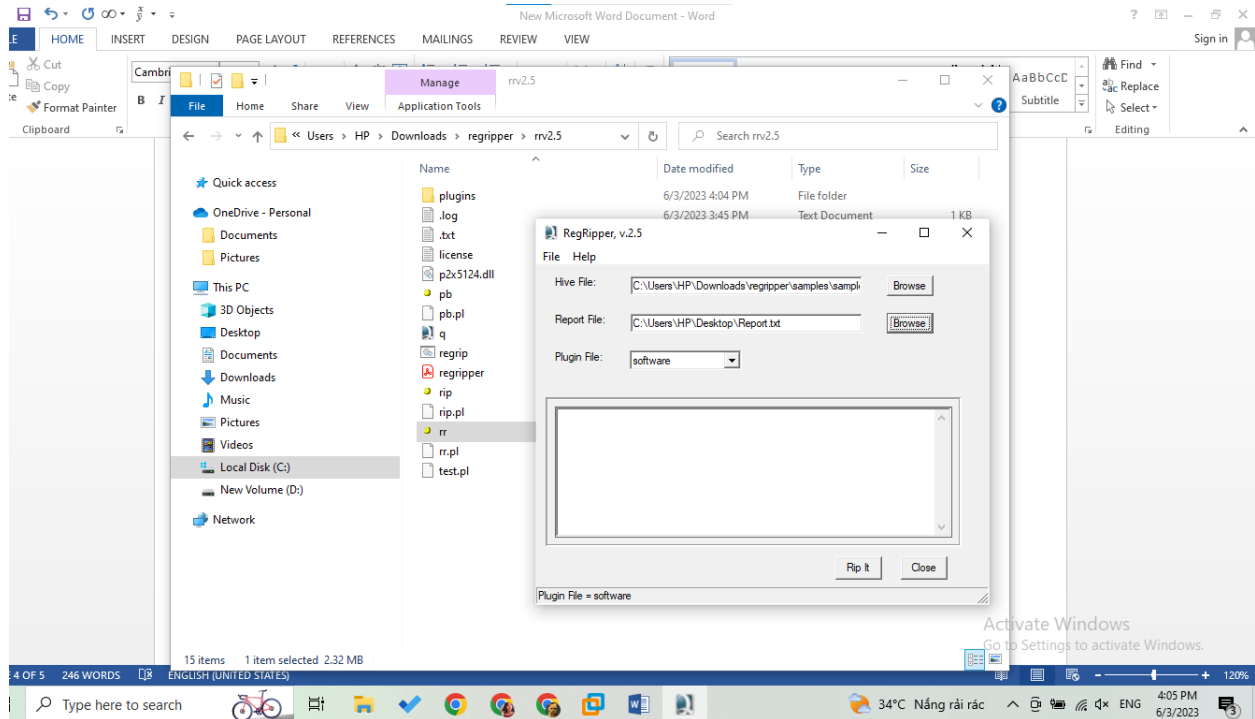 New Microsoft Word Document - Word
HOME INSERT DESIGN PAGE LAYOUT REFERENCES MAILINGS REVIEW VIEW Sign in
Cut
Copy
Format Painter
Clipboard
B I
AaBbCcD
Subtitle
Find
Replace
Select
Editing
Manage rrv2.5
File Home Share View Application Tools
« Users > HP > Downloads > regripper > rrv2.5
Search rrv2.5
Quick access
OneDrive - Personal
Documents
Pictures
This PC
3D Objects
Desktop
Documents
Downloads
Music
Pictures
Videos
Local Disk (C:)
New Volume (D:)
Network
Name Date modified Type Size
plugins 6/3/2023 4:04 PM File folder
.log 6/3/2023 3:45 PM Text Document 1 KB
.txt
license
p2x5124.dll
pb
pb.pl
q
regrip
regripper
rip
rip.pl
rr
rr.pl
test.pl
RegRipper, v.2.5
File Help
Hive File: C:\Users\HP\Downloads\regripper\samples\sampl Browse
Report File: C:\Users\HP\Desktop\Report.txt Browse
Plugin File: software
Rip It Close
Plugin File = software
Activate Windows
Go to Settings to activate Windows.
15 items 1 item selected 2.32 MB
4 OF 5 246 WORDS ENGLISH (UNITED STATES) 120%
Type here to search
34°C Nắng rải rác ENG 4:05 PM
6/3/2023
3